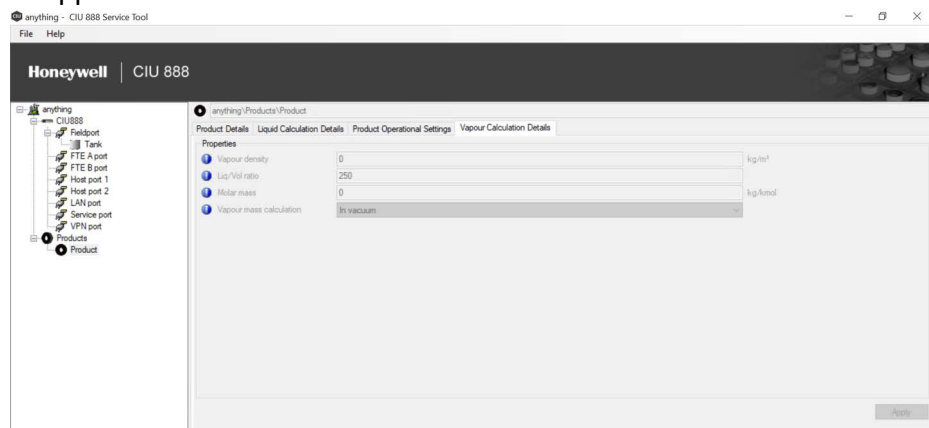 anything - CIU 888 Service Tool
File Help
Honeywell | CIU 888
anything
CIU888
Fieldport
Tank
FTE A port
FTE B port
Host port 1
Host port 2
LAN port
Service port
VPN port
Products
Product
anything\Products\Product
Product Details Liquid Calculation Details Product Operational Settings Vapour Calculation Details
Properties
Vapour density 0 kg/m³
Liq/Vol ratio 250
Molar mass 0 kg/kmol
Vapour mass calculation In vacuum
Apply